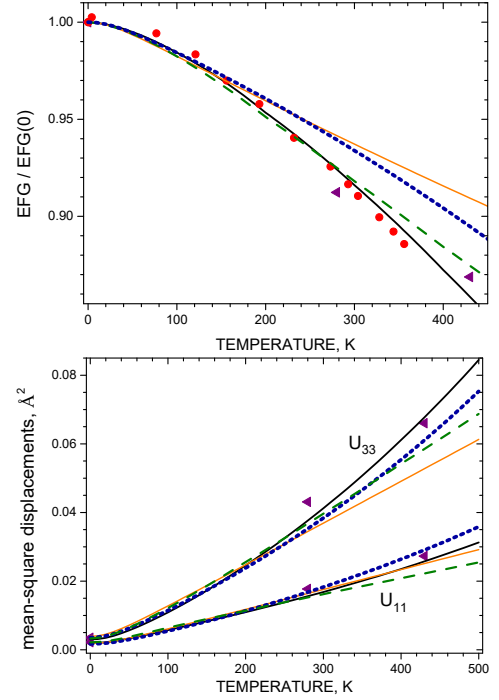 1.00
0.95
0.90
EFG / EFG(0)
0 100 200 300 400
TEMPERATURE, K
0.08
0.06
0.04
0.02
0.00
mean-square displacements, Å²
U₃₃
U₁₁
0 100 200 300 400 500
TEMPERATURE, K